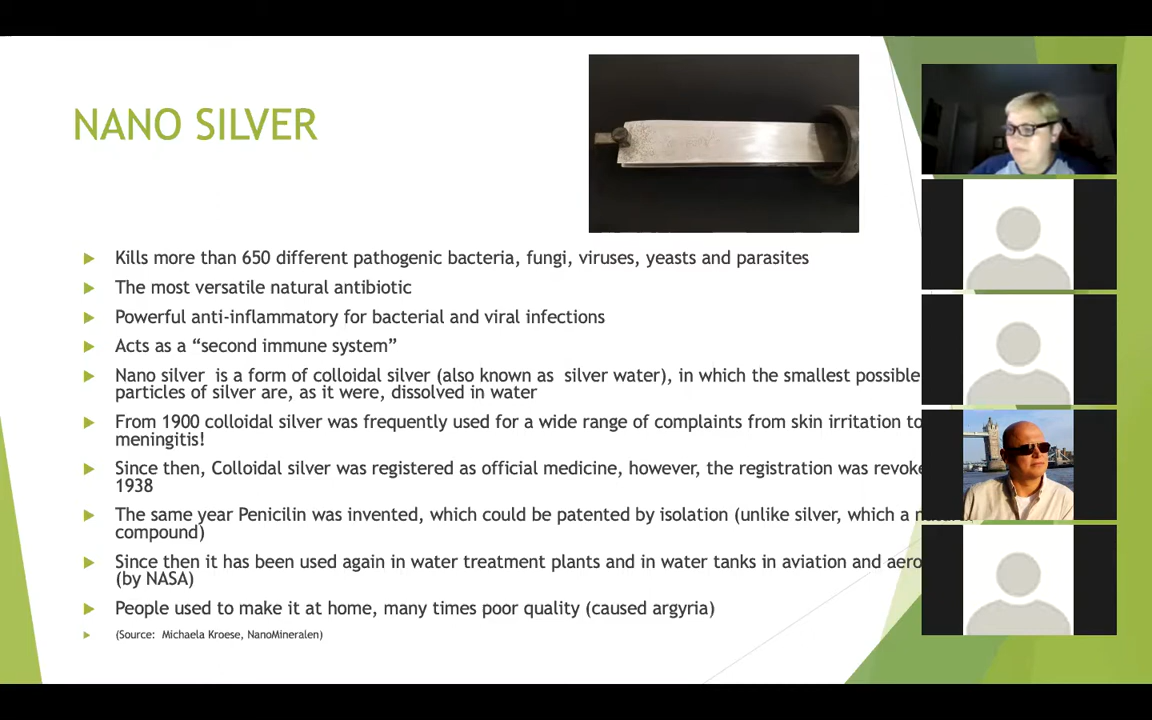 NANO SILVER
Kills more than 650 different pathogenic bacteria, fungi, viruses, yeasts and parasites
The most versatile natural antibiotic
Powerful anti-inflammatory for bacterial and viral infections
Acts as a “second immune system”
Nano silver is a form of colloidal silver (also known as silver water), in which the smallest possible
particles of silver are, as it were, dissolved in water
From 1900 colloidal silver was frequently used for a wide range of complaints from skin irritation to
meningitis!
Since then, Colloidal silver was registered as official medicine, however, the registration was
1938
The same year Penicilin was invented, which could be patented by isolation (unlike silver, which a
compound)
Since then it has been used again in water treatment plants and in water tanks in aviation and
(by NASA)
People used to make it at home, many times poor quality (caused argyria)
(Source: Michaela Kroese, NanoMineralen)